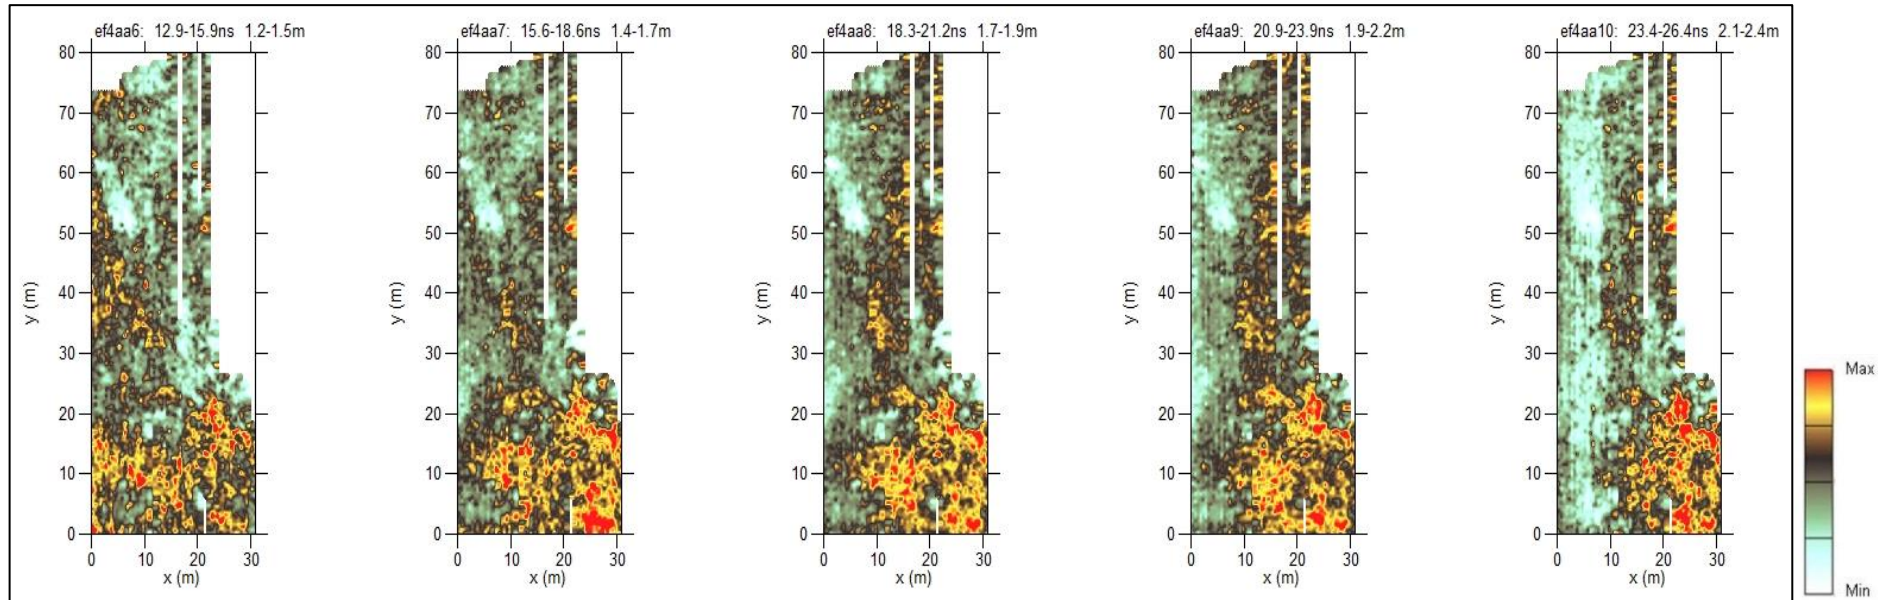 ef4aa6: 12.9-15.9ns 1.2-1.5m
80
70
60
50
40
30
20
10
0
y (m)
0 10 20 30
x (m)
ef4aa7: 15.6-18.6ns 1.4-1.7m
80
70
60
50
40
30
20
10
0
y (m)
0 10 20 30
x (m)
ef4aa8: 18.3-21.2ns 1.7-1.9m
80
70
60
50
40
30
20
10
0
y (m)
0 10 20 30
x (m)
ef4aa9: 20.9-23.9ns 1.9-2.2m
80
70
60
50
40
30
20
10
0
y (m)
0 10 20 30
x (m)
ef4aa10: 23.4-26.4ns 2.1-2.4m
80
70
60
50
40
30
20
10
0
y (m)
0 10 20 30
x (m)
Max
Min